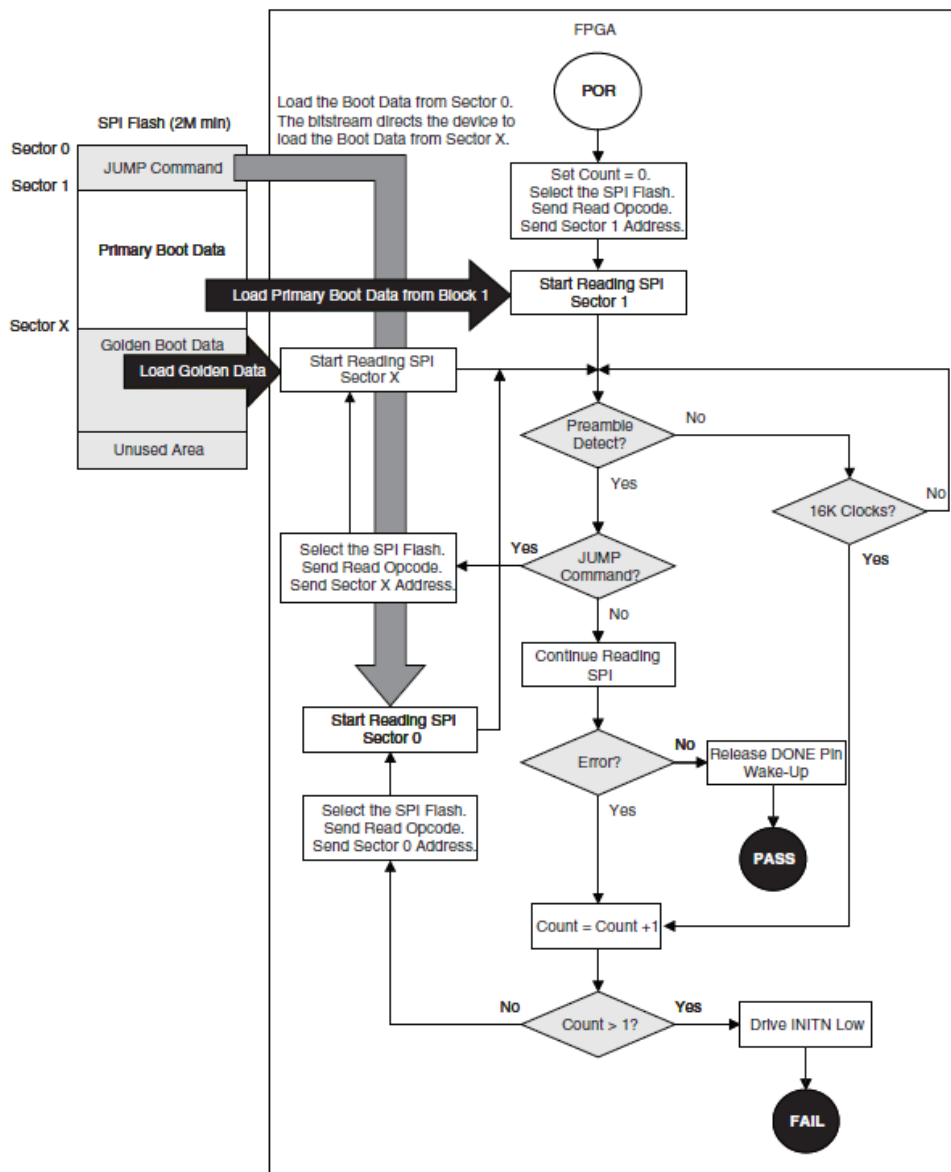 FPGA
POR
Load the Boot Data from Sector 0.
The bitstream directs the device to
load the Boot Data from Sector X.
SPI Flash (2M min)
Sector 0
JUMP Command
Sector 1
Primary Boot Data
Sector X
Golden Boot Data
Unused Area
Set Count = 0.
Select the SPI Flash.
Send Read Opcode.
Send Sector 1 Address.
Load Primary Boot Data from Block 1
Start Reading SPI
Sector 1
Load Golden Data
Start Reading SPI
Sector X
Preamble
Detect?
No
Yes
16K Clocks?
No
Yes
Select the SPI Flash.
Send Read Opcode.
Send Sector X Address.
Yes
JUMP
Command?
No
Continue Reading
SPI
Start Reading SPI
Sector 0
Error?
No
Release DONE Pin
Wake-Up
Yes
PASS
Select the SPI Flash.
Send Read Opcode.
Send Sector 0 Address.
Count = Count +1
No
Count > 1?
Yes
Drive INITN Low
FAIL